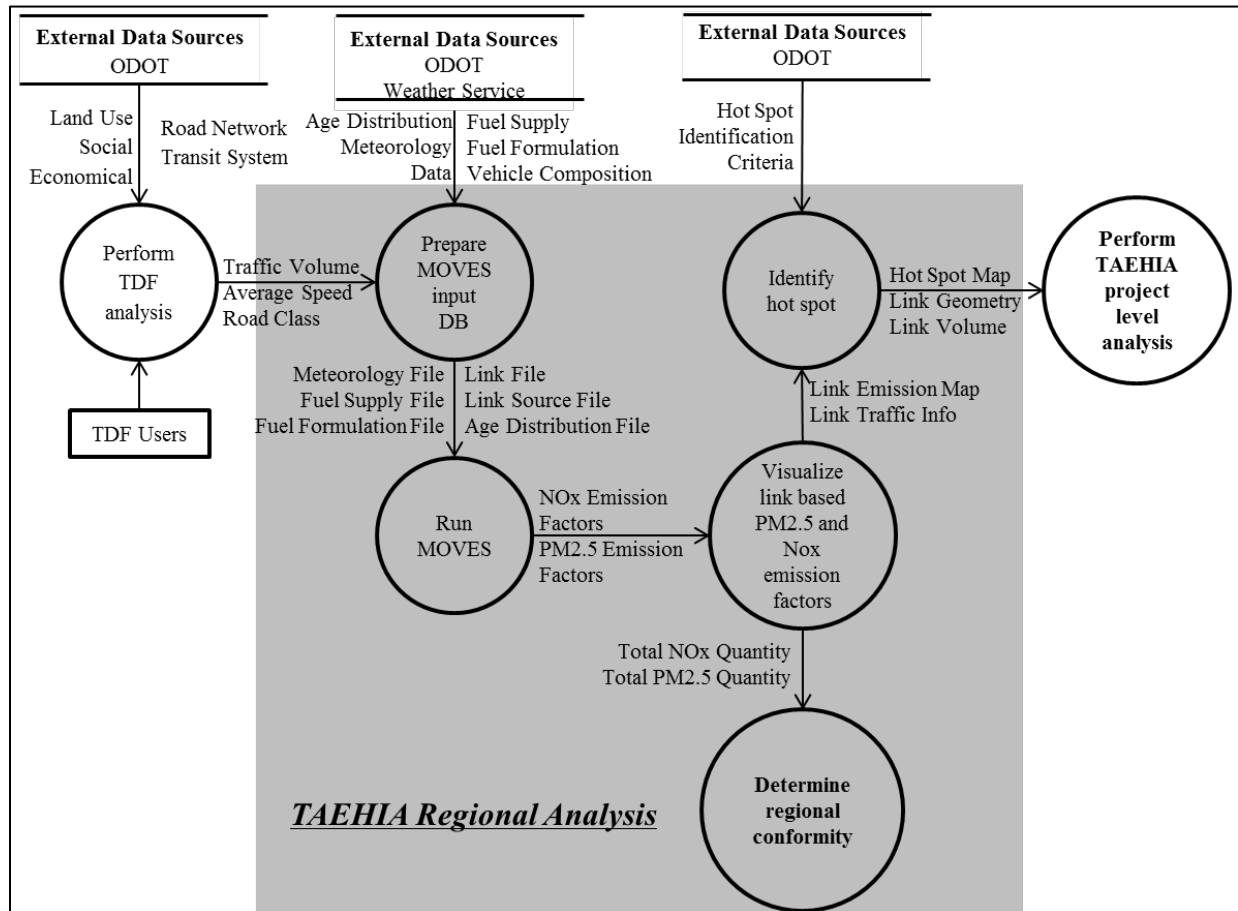 External Data Sources
ODOT
External Data Sources
ODOT
Weather Service
External Data Sources
ODOT
Land Use
Social
Economical
Road Network
Transit System
Age Distribution
Meteorology
Data
Fuel Supply
Fuel Formulation
Vehicle Composition
Hot Spot
Identification
Criteria
Perform
TDF
analysis
Traffic Volume
Average Speed
Road Class
Prepare
MOVES
input
DB
Identify
hot spot
Hot Spot Map
Link Geometry
Link Volume
Perform
TAEHIA
project
level
analysis
TDF Users
Meteorology File
Fuel Supply File
Fuel Formulation File
Link File
Link Source File
Age Distribution File
Link Emission Map
Link Traffic Info
Run
MOVES
NOx Emission
Factors
PM2.5 Emission
Factors
Visualize
link based
PM2.5 and
Nox
emission
factors
Total NOx Quantity
Total PM2.5 Quantity
TAEHIA Regional Analysis
Determine
regional
conformity